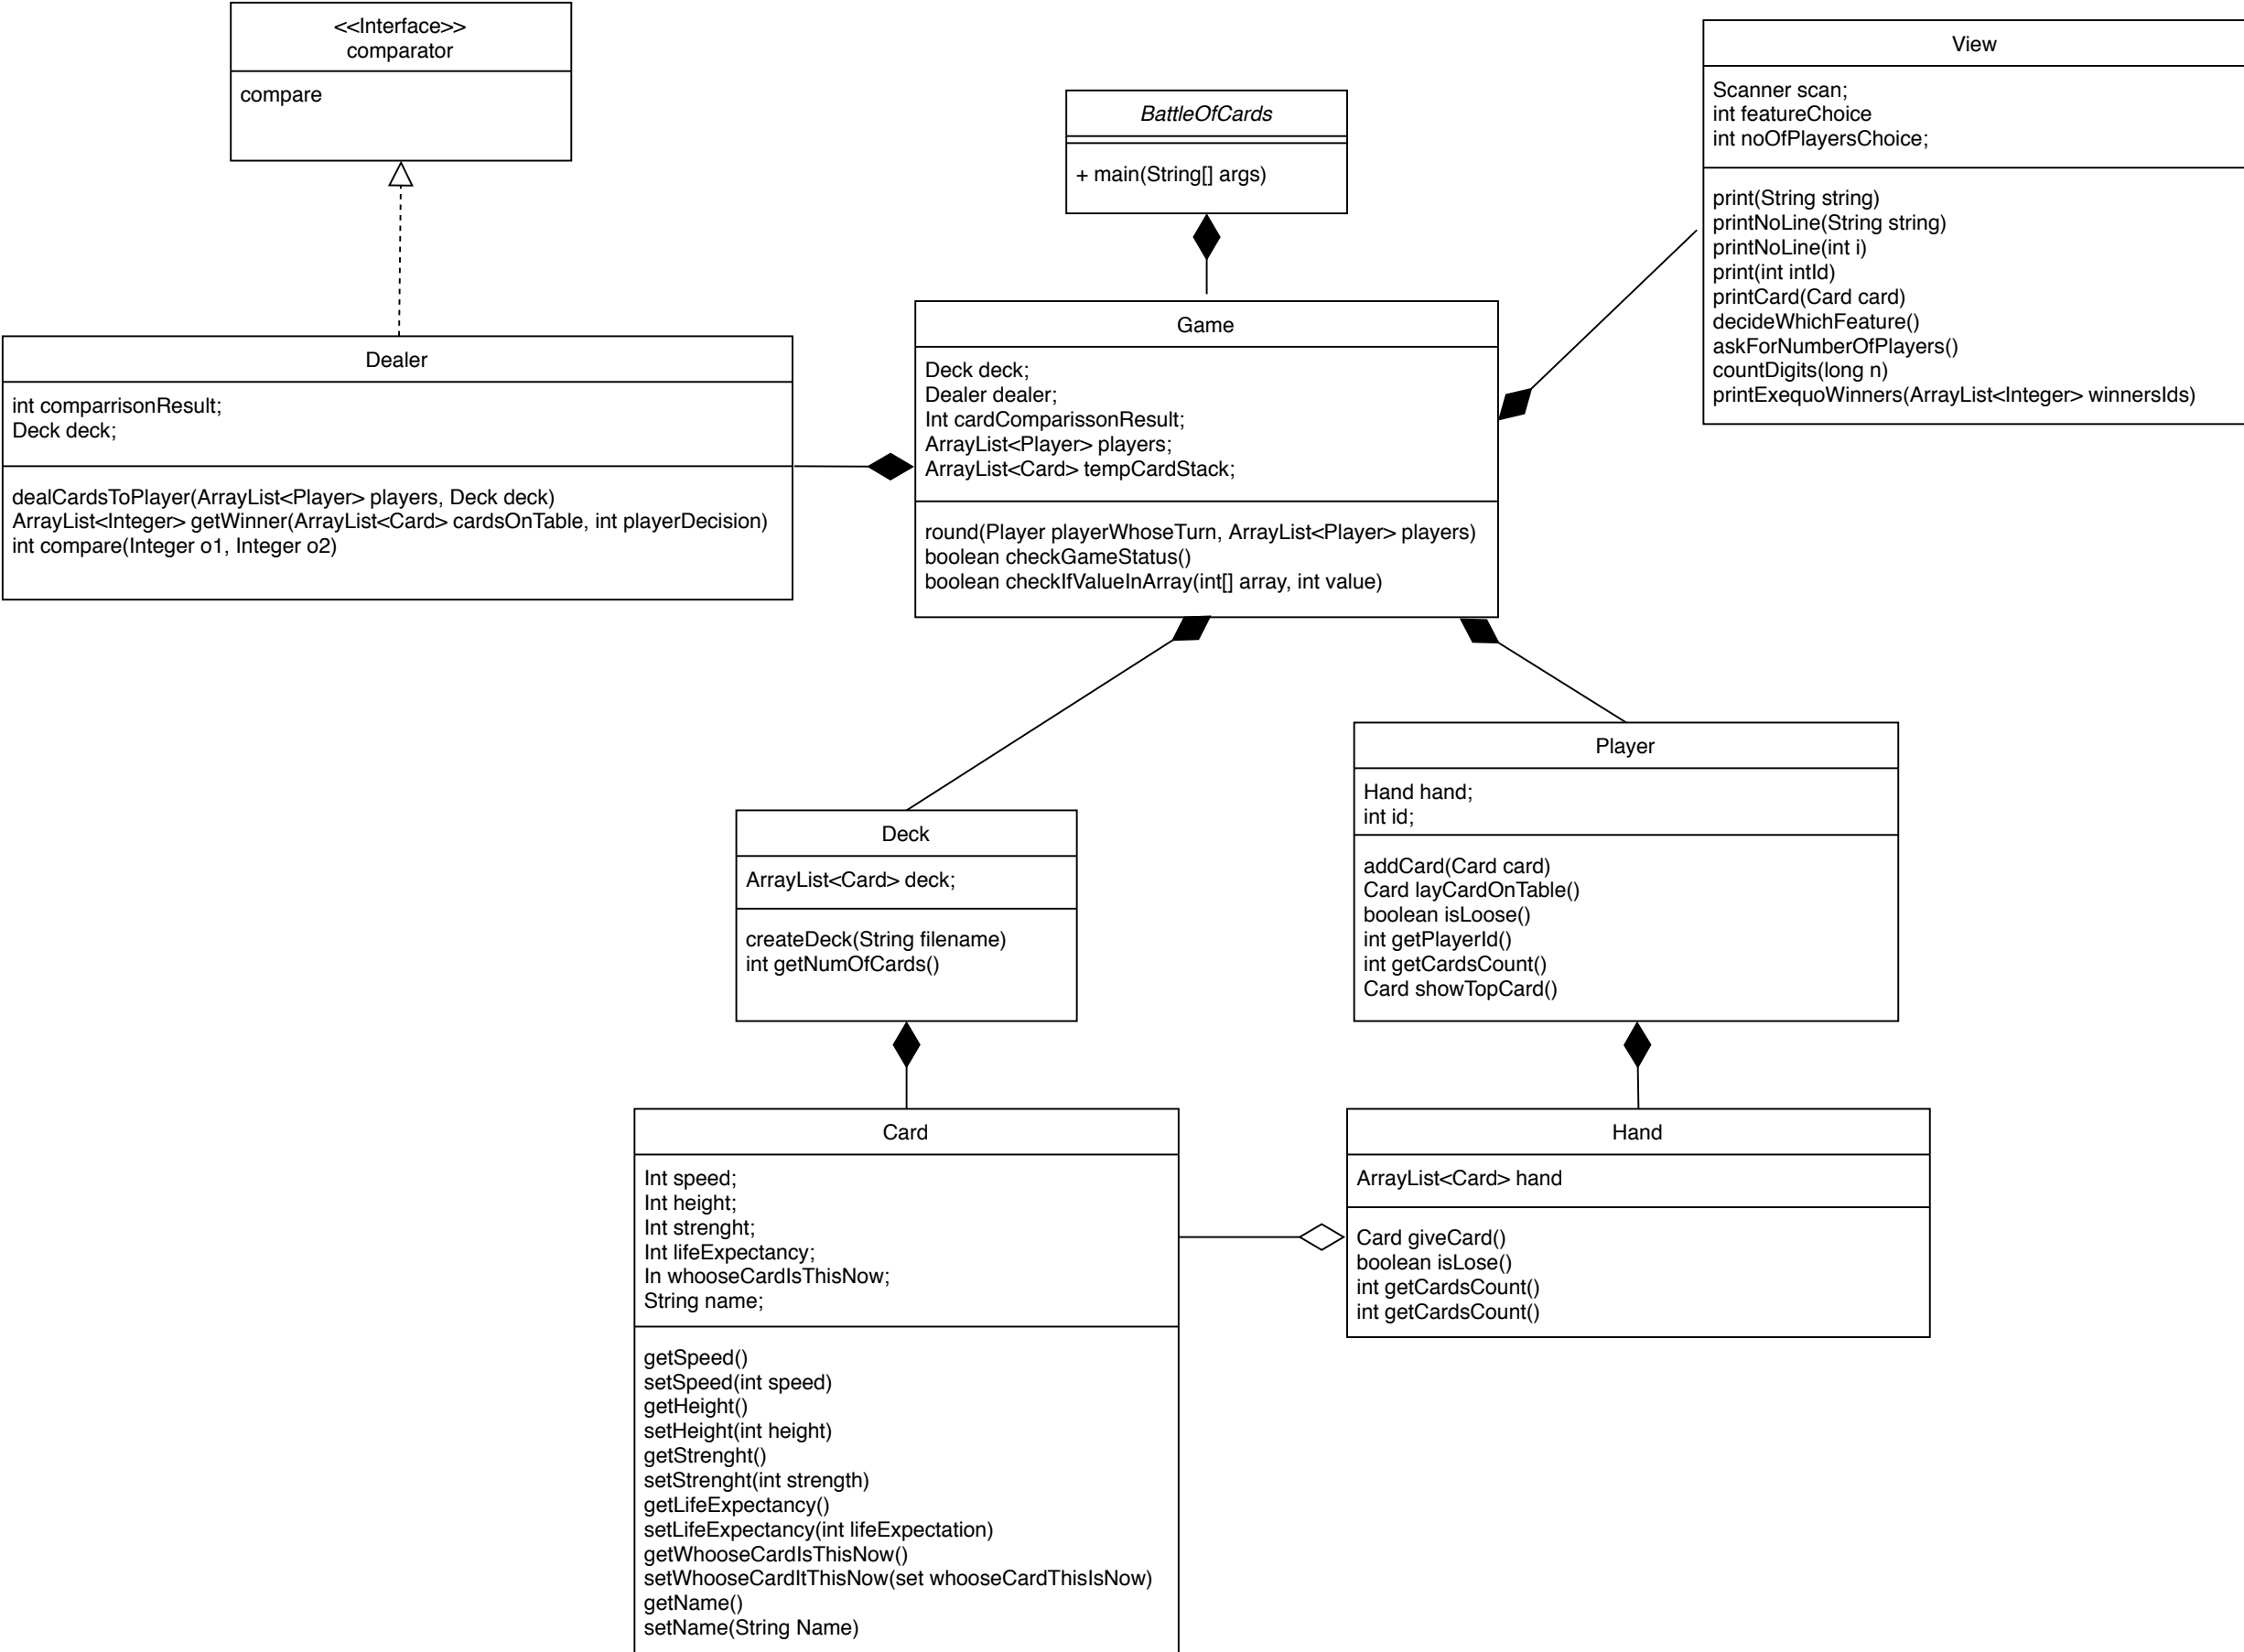 <<Interface>>
comparator
compare
BattleOfCards
+ main(String[] args)
View
Scanner scan;
int featureChoice
int noOfPlayersChoice;
print(String string)
printNoLine(String string)
printNoLine(int i)
print(int intId)
printCard(Card card)
decideWhichFeature()
askForNumberOfPlayers()
countDigits(long n)
printExequoWinners(ArrayList<Integer> winnersIds)
Dealer
int comparrisonResult;
Deck deck;
dealCardsToPlayer(ArrayList<Player> players, Deck deck)
ArrayList<Integer> getWinner(ArrayList<Card> cardsOnTable, int playerDecision)
int compare(Integer o1, Integer o2)
Game
Deck deck;
Dealer dealer;
Int cardComparissonResult;
ArrayList<Player> players;
ArrayList<Card> tempCardStack;
round(Player playerWhoseTurn, ArrayList<Player> players)
boolean checkGameStatus()
boolean checkIfValueInArray(int[] array, int value)
Deck
ArrayList<Card> deck;
createDeck(String filename)
int getNumOfCards()
Player
Hand hand;
int id;
addCard(Card card)
Card layCardOnTable()
boolean isLoose()
int getPlayerId()
int getCardsCount()
Card showTopCard()
Card
Int speed;
Int height;
Int strenght;
Int lifeExpectancy;
In whooseCardIsThisNow;
String name;
getSpeed()
setSpeed(int speed)
getHeight()
setHeight(int height)
getStrenght()
setStrenght(int strength)
getLifeExpectancy()
setLifeExpectancy(int lifeExpectation)
getWhooseCardIsThisNow()
setWhooseCardItThisNow(set whooseCardThisIsNow)
getName()
setName(String Name)
Hand
ArrayList<Card> hand
Card giveCard()
boolean isLose()
int getCardsCount()
int getCardsCount()